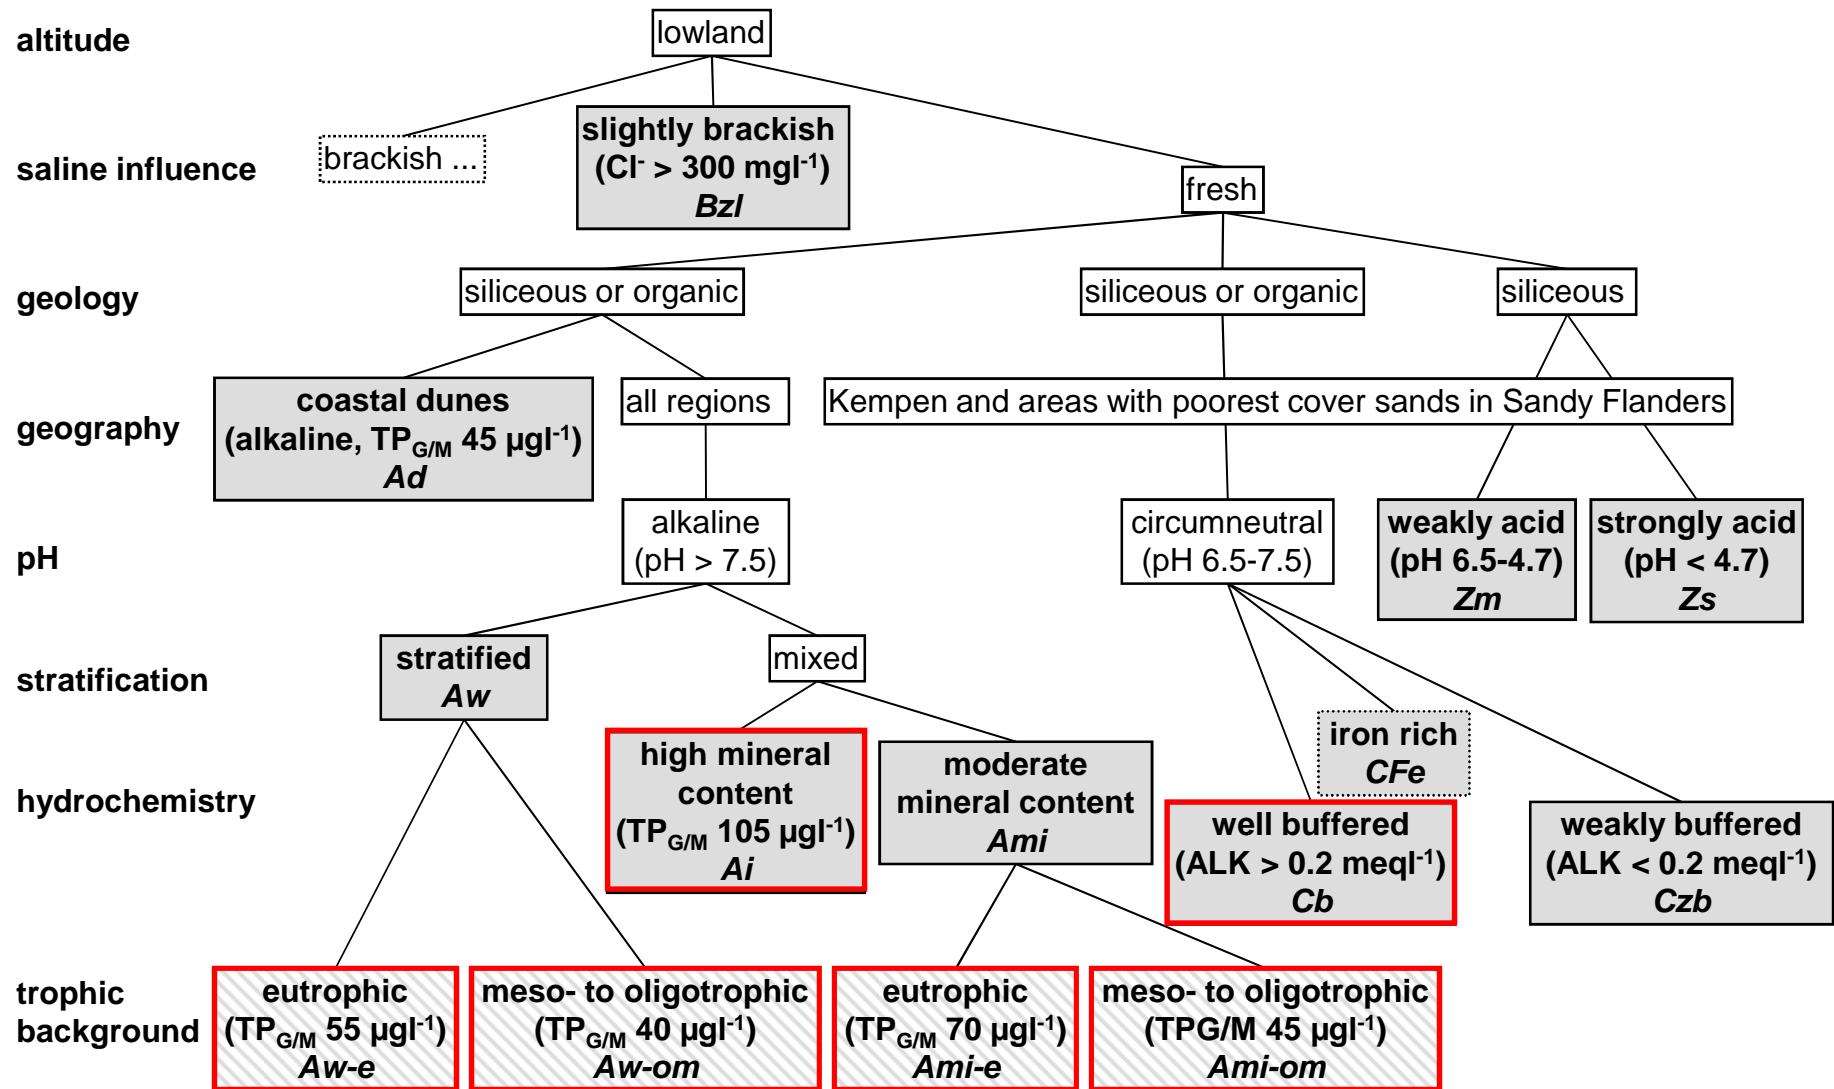 altitude
lowland
saline influence
brackish ...
slightly brackish
(Cl⁻ > 300 mgl⁻¹)
Bzl
fresh
geology
siliceous or organic
siliceous or organic
siliceous
geography
coastal dunes
(alkaline, TP_G/M 45 µgl⁻¹)
Ad
all regions
Kempen and areas with poorest cover sands in Sandy Flanders
pH
alkaline
(pH > 7.5)
circumneutral
(pH 6.5-7.5)
weakly acid
(pH 6.5-4.7)
Zm
strongly acid
(pH < 4.7)
Zs
stratification
stratified
Aw
mixed
hydrochemistry
high mineral
content
(TP_G/M 105 µgl⁻¹)
Ai
moderate
mineral content
Ami
iron rich
CFe
well buffered
(ALK > 0.2 meql⁻¹)
Cb
weakly buffered
(ALK < 0.2 meql⁻¹)
Czb
trophic
background
eutrophic
(TP_G/M 55 µgl⁻¹)
Aw-e
meso- to oligotrophic
(TP_G/M 40 µgl⁻¹)
Aw-om
eutrophic
(TP_G/M 70 µgl⁻¹)
Ami-e
meso- to oligotrophic
(TPG/M 45 µgl⁻¹)
Ami-om